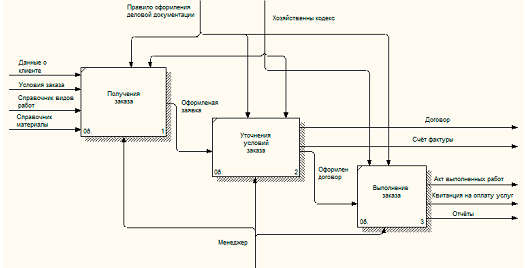 Правило оформления
деловой документации
Хозяйственны кодекс
Данные о
клиенте
Условия заказа
Справочник видов
работ
Справочник
материалы
Получения
заказа
0б.
1
Оформленая
заявка
Уточнения
условий
заказа
0б.
2
Договор
Счёт фактуры
Оформлен
договор
Выполнение
заказа
0б.
3
Акт выполненных работ
Квитанция на оплату услуг
Отчёты
Менеджер